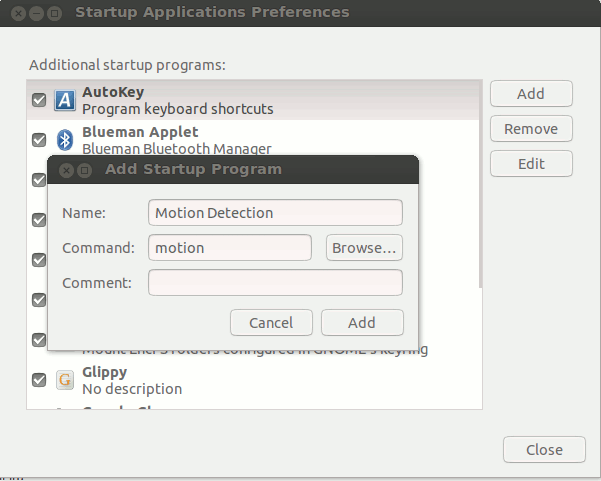 Startup Applications Preferences
Additional startup programs:
AutoKey
Program keyboard shortcuts
Add
Blueman Applet
Blueman Bluetooth Manager
Remove
Edit
Add Startup Program
Name: Motion Detection
Command: motion Browse...
Comment:
Cancel Add
Mount EncFS folders configured in GNOME's keyring
Glippy
No description
Close